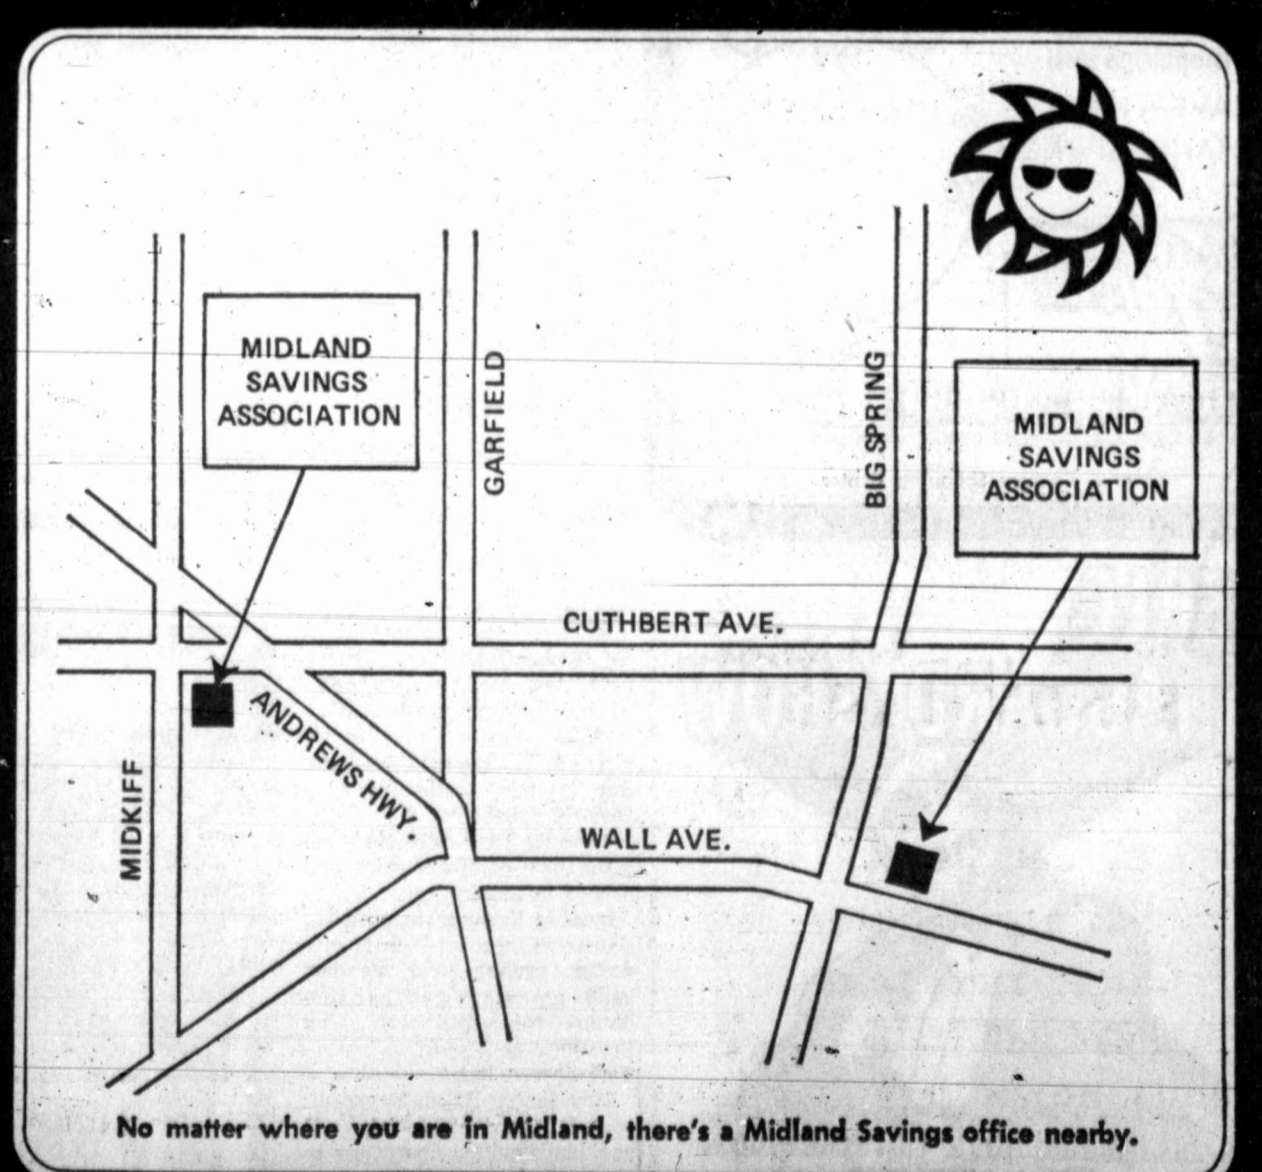 MIDLAND
SAVINGS
ASSOCIATION
GARFIELD
BIG SPRING
MIDLAND
SAVINGS
ASSOCIATION
CUTHBERT AVE.
ANDREWS HWY.
MIDKIFF
WALL AVE.
No matter where you are in Midland, there's a Midland Savings office nearby.